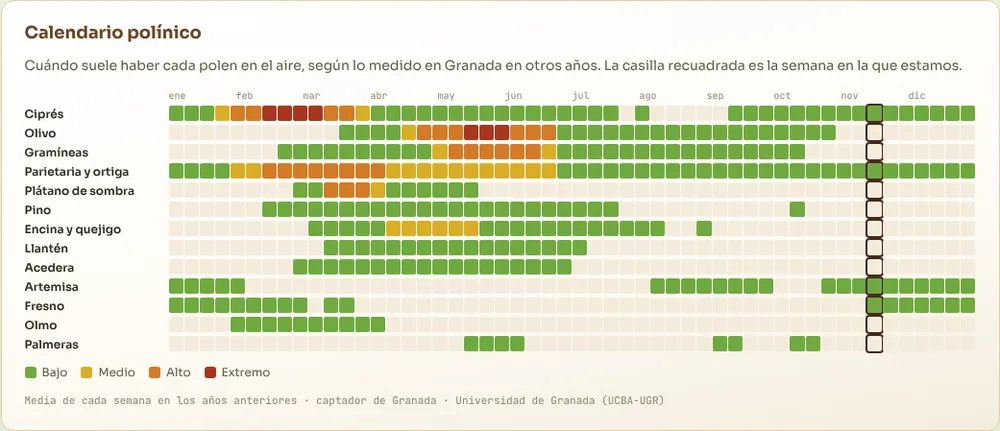 Calendario polínico
Cuándo suele haber cada polen en el aire, según lo medido en Granada en otros años. La casilla recuadrada es la semana en la que estamos.
ene feb mar abr may jun jul ago sep oct nov dic
Ciprés
Olivo
Gramíneas
Parietaria y ortiga
Plátano de sombra
Pino
Encina y quejigo
Llantén
Acedera
Artemisa
Fresno
Olmo
Palmeras
Bajo Medio Alto Extremo
Media de cada semana en los años anteriores · captador de Granada · Universidad de Granada (UCBA-UGR)